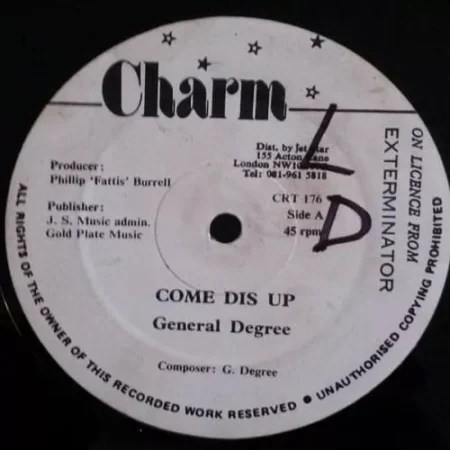 Charm
Dist. by Jet Star
155 Acton Lane
London NW10
Tel: 081-961 5818
Producer:
Phillip 'Fattis' Burrell
Publisher:
J. S. Music admin.
Gold Plate Music
CRT 176
Side A
45 rpm
L
D
ON LICENCE FROM
EXTERMINATOR
COME DIS UP
General Degree
Composer: G. Degree
ALL RIGHTS OF THE OWNER OF THIS RECORDED WORK RESERVED ● UNAUTHORISED COPYING PROHIBITED